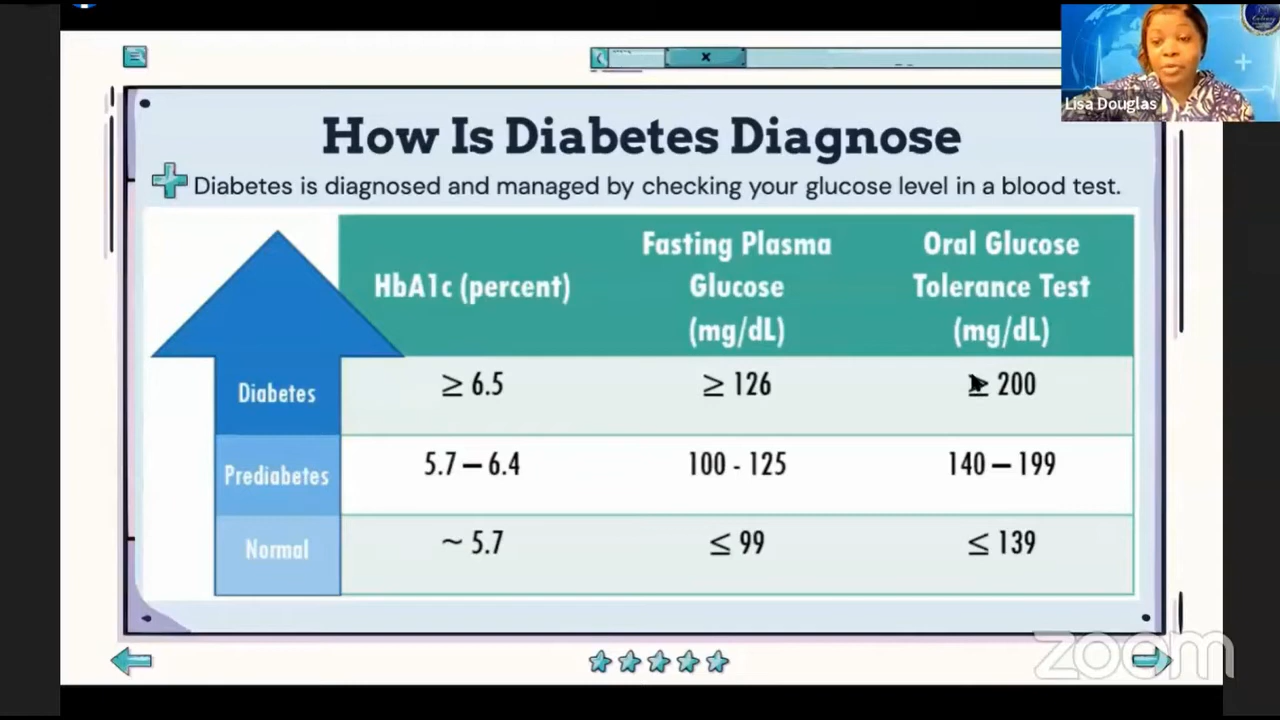 Lisa Douglas
How Is Diabetes Diagnose
Diabetes is diagnosed and managed by checking your glucose level in a blood test.
HbA1c (percent)
Fasting Plasma
Glucose
(mg/dL)
Oral Glucose
Tolerance Test
(mg/dL)
Diabetes
≥ 6.5
≥ 126
≥ 200
Prediabetes
5.7 – 6.4
100 - 125
140 – 199
Normal
~ 5.7
≤ 99
≤ 139
zoom